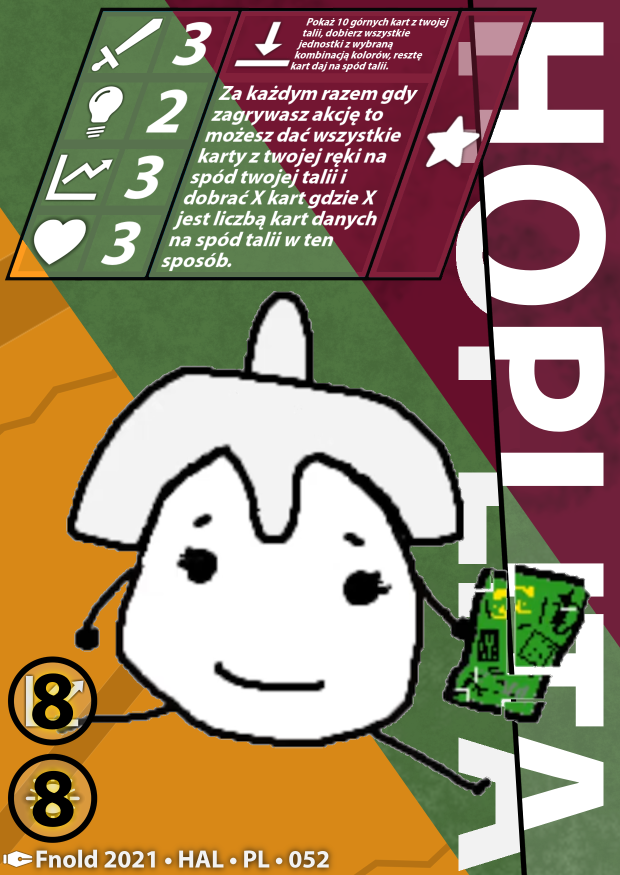 3
Pokaż 10 górnych kart z twojej
talii, dobierz wszystkie
jednostki z wybraną
kombinacją kolorów, resztę
kart daj na spód talii.
2
3
3
Za każdym razem gdy
zagrywasz akcję to
możesz dać wszystkie
karty z twojej ręki na
spód twojej talii i
dobrać X kart gdzie X
jest liczbą kart danych
na spód talii w ten
sposób.
HOPLITA
8
8
Fnold 2021 • HAL • PL • 052